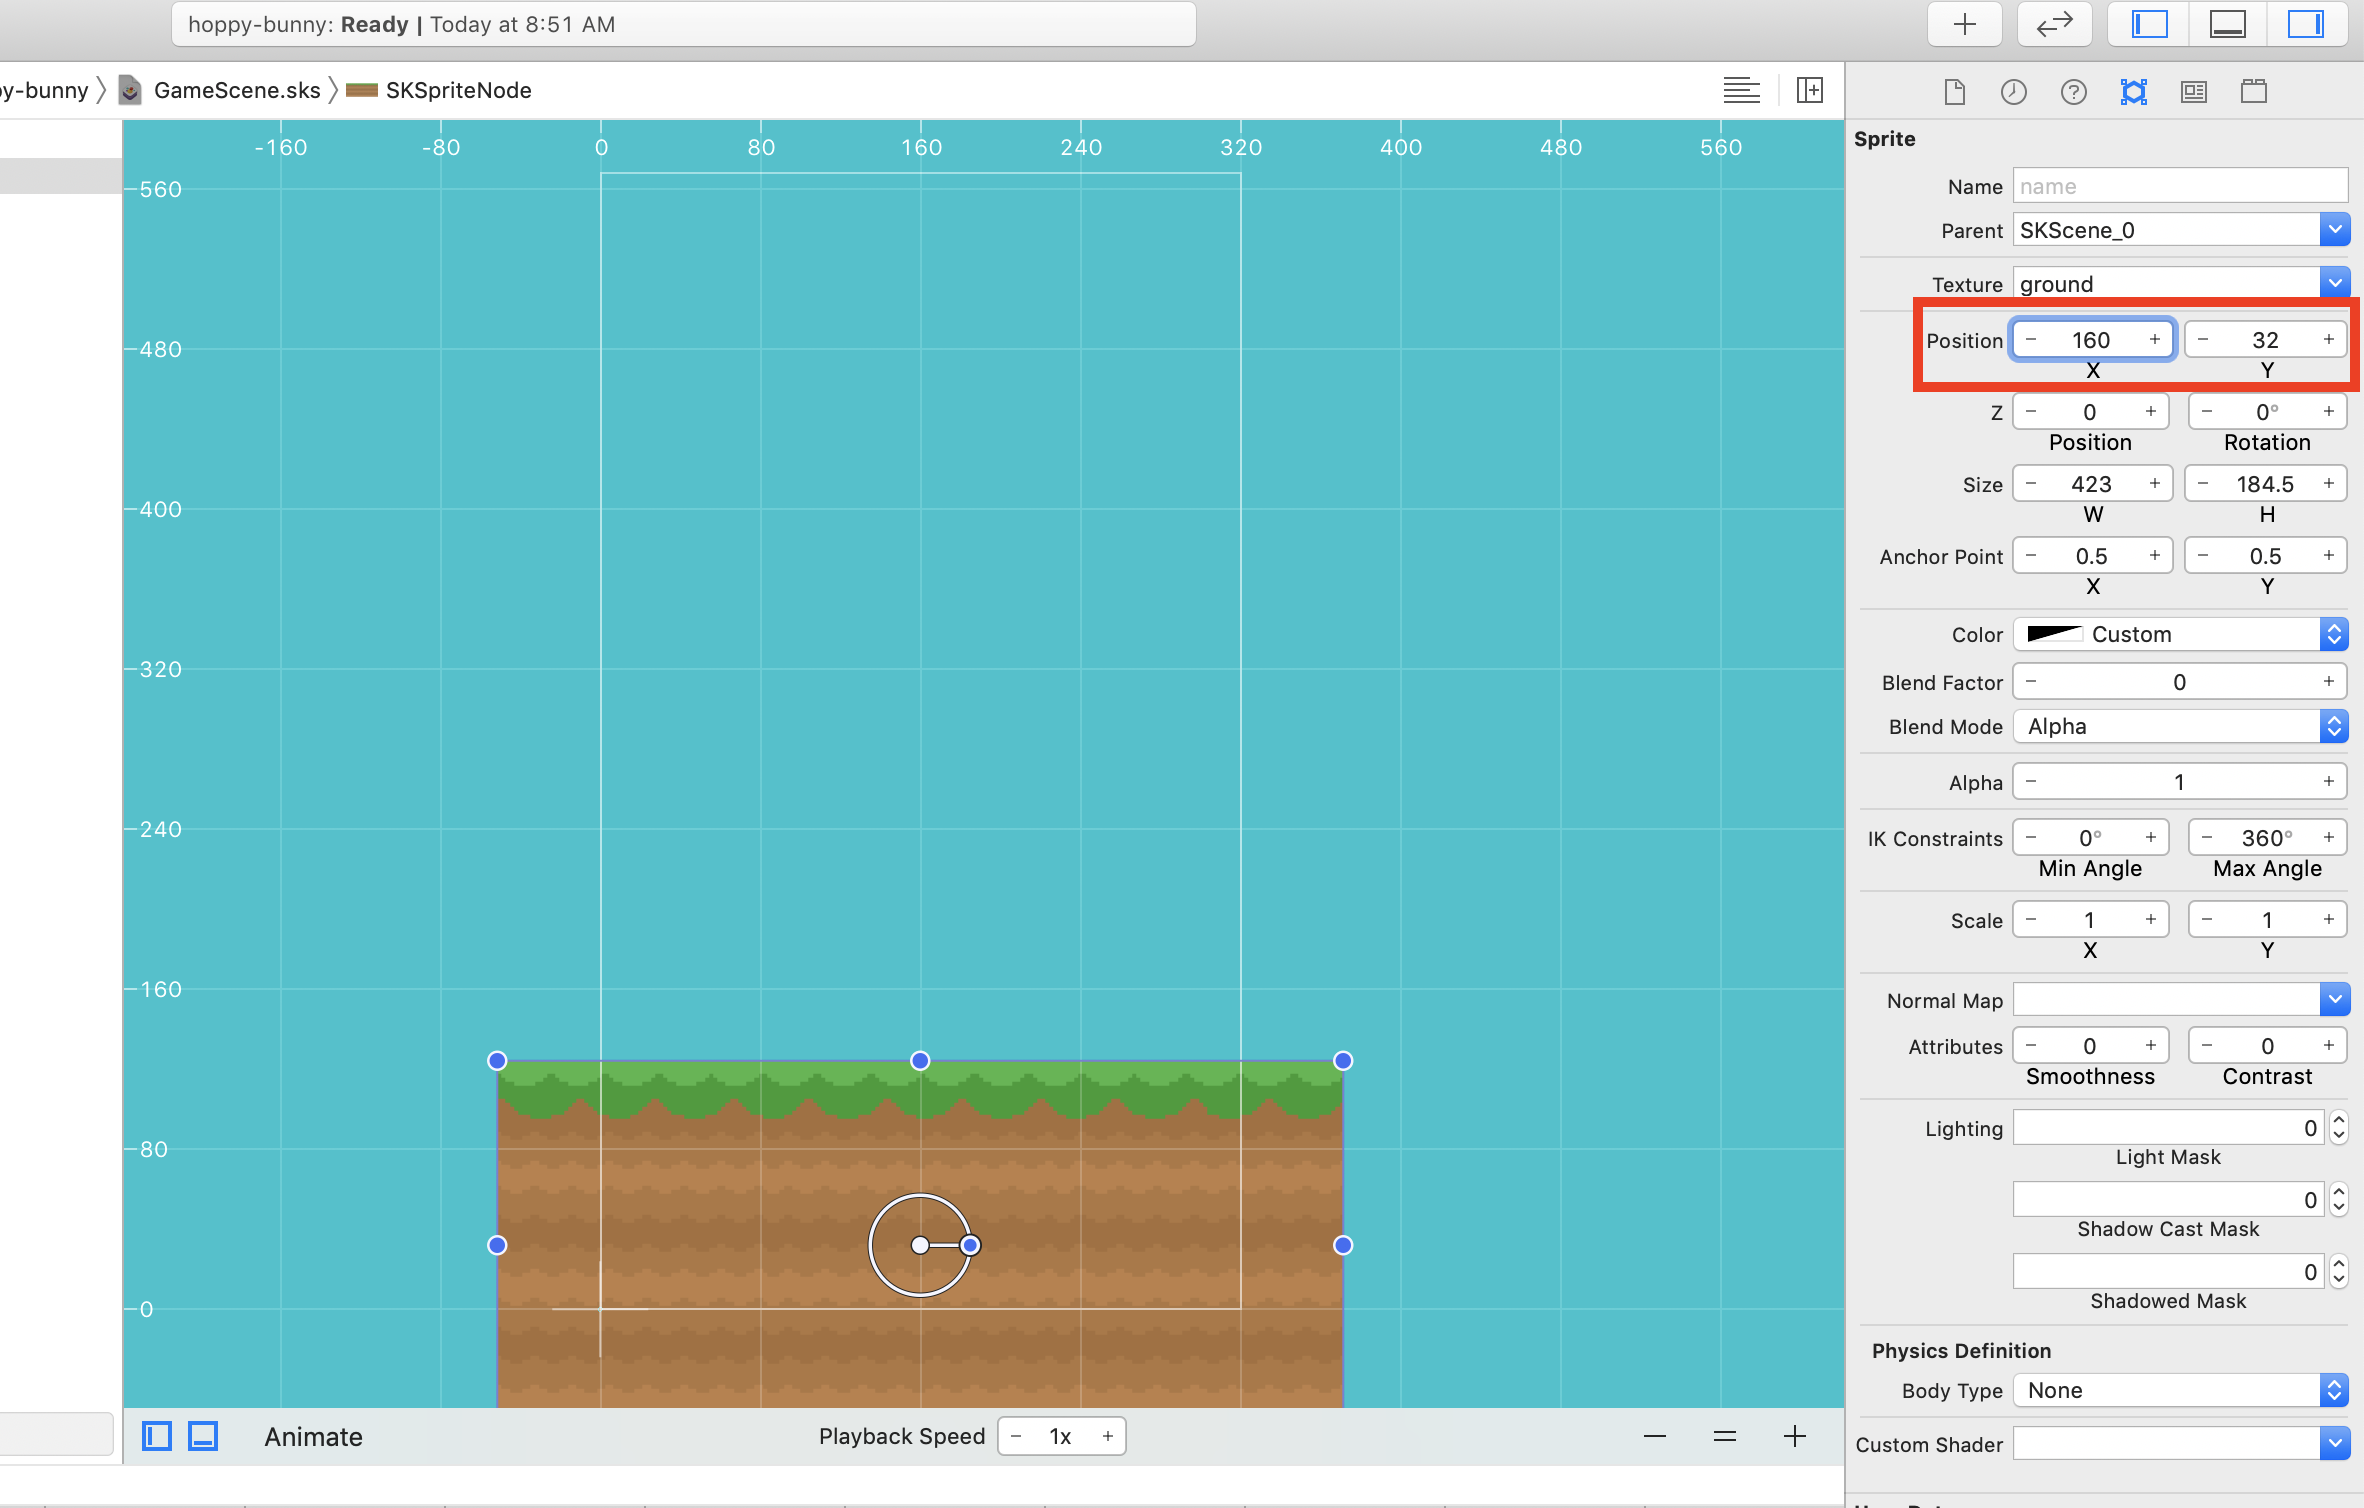 hoppy-bunny: Ready | Today at 8:51 AM
y-bunny GameScene.sks SKSpriteNode
-160 -80 0 80 160 240 320 400 480 560
560
480
400
320
240
160
80
0
Animate Playback Speed - 1x +
Sprite
Name name
Parent SKScene_0
Texture ground
Position - 160 + - 32 +
X Y
Z - 0 + - 0° +
Position Rotation
Size - 423 + - 184.5 +
W H
Anchor Point - 0.5 + - 0.5 +
X Y
Color Custom
Blend Factor - 0 +
Blend Mode Alpha
Alpha - 1 +
IK Constraints - 0° + - 360° +
Min Angle Max Angle
Scale - 1 + - 1 +
X Y
Normal Map
Attributes - 0 + - 0 +
Smoothness Contrast
Lighting 0
Light Mask
0
Shadow Cast Mask
0
Shadowed Mask
Physics Definition
Body Type None
Custom Shader